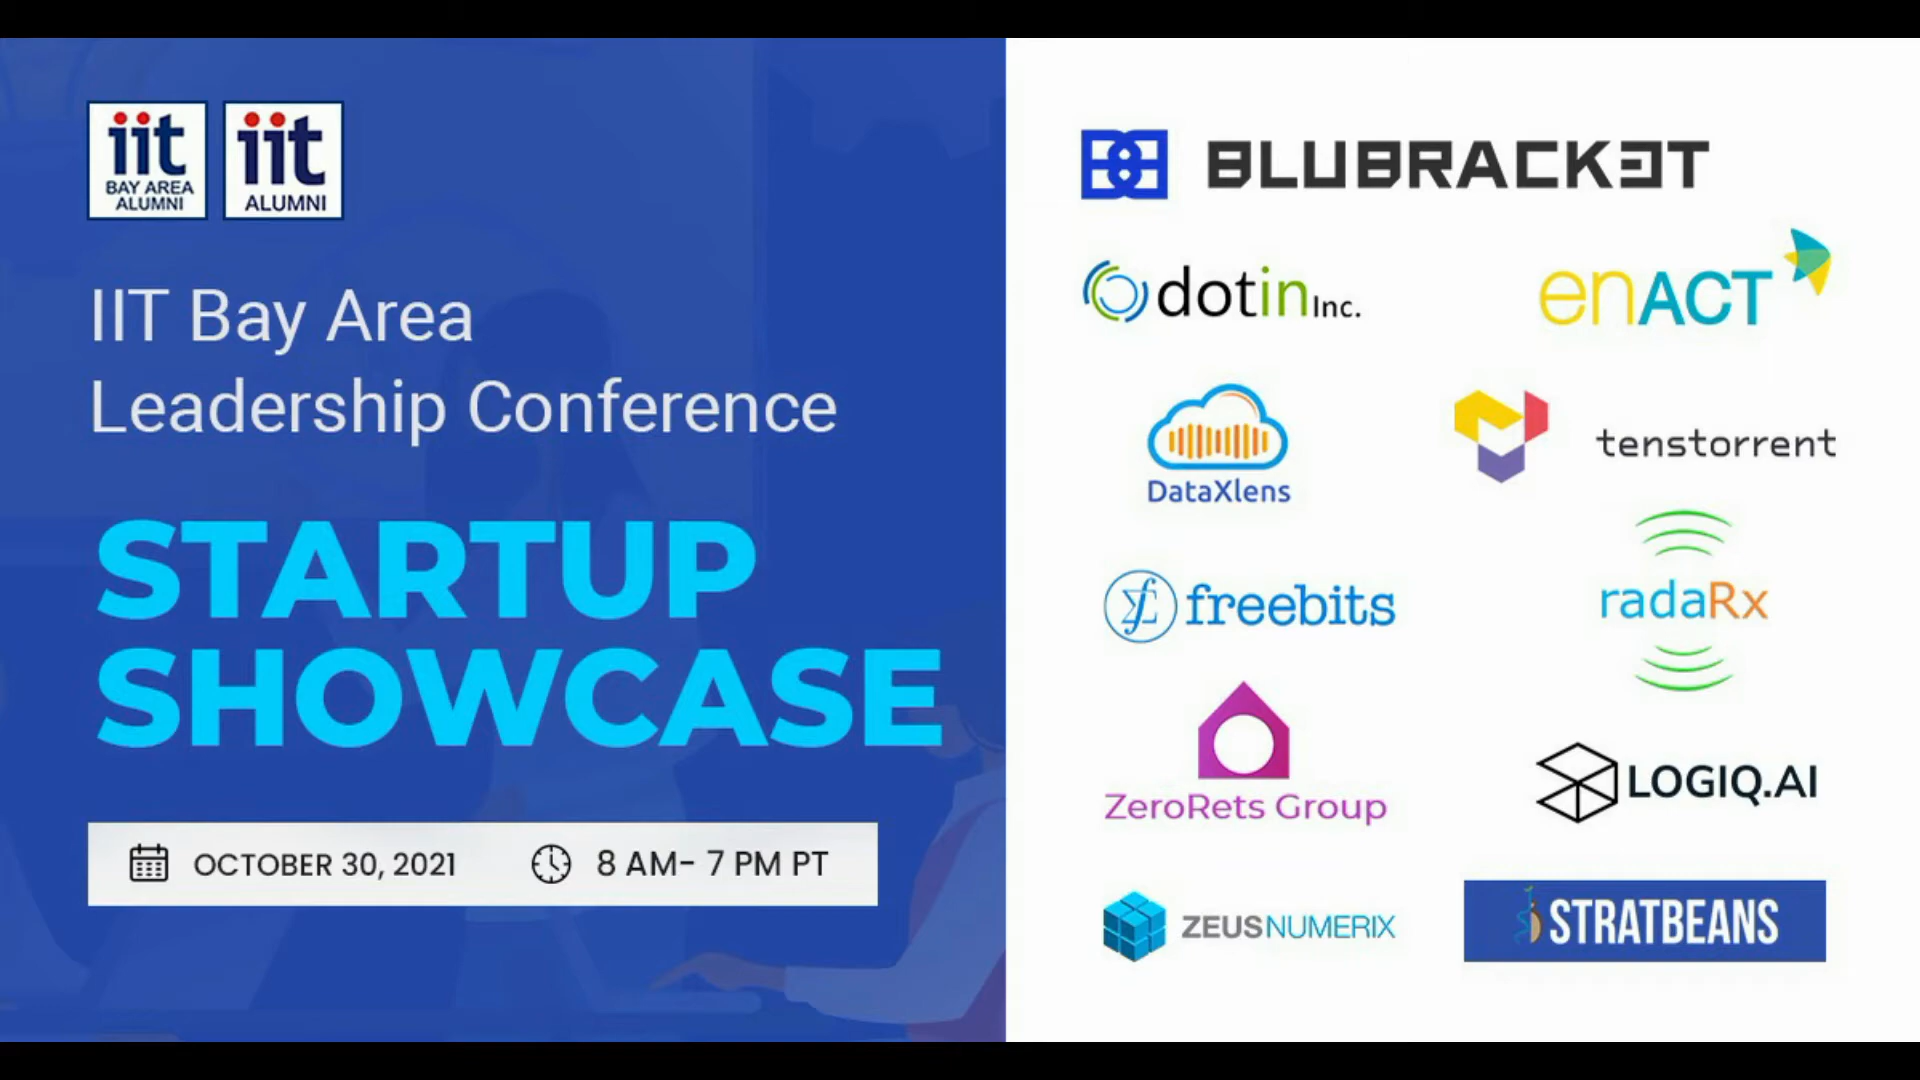 iit
BAY AREA
ALUMNI
iit
ALUMNI
IIT Bay Area
Leadership Conference
STARTUP
SHOWCASE
OCTOBER 30, 2021
8 AM- 7 PM PT
BLUBRACKET
dotin Inc.
enACT
DataXlens
tenstorrent
freebits
radaRx
ZeroRets Group
LOGIQ.AI
ZEUSNUMERIX
STRATBEANS